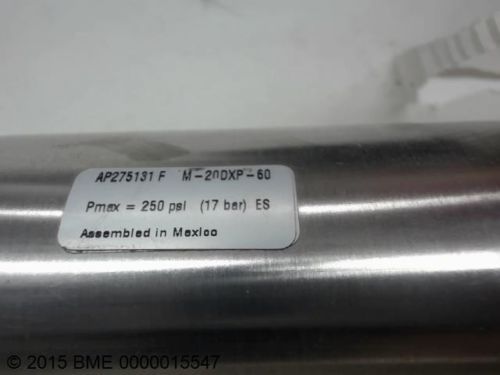 AP275131 F M-20DXP-60
Pmax = 250 psi (17 bar) ES
Assembled in Mexico
© 2015 BME 0000015547